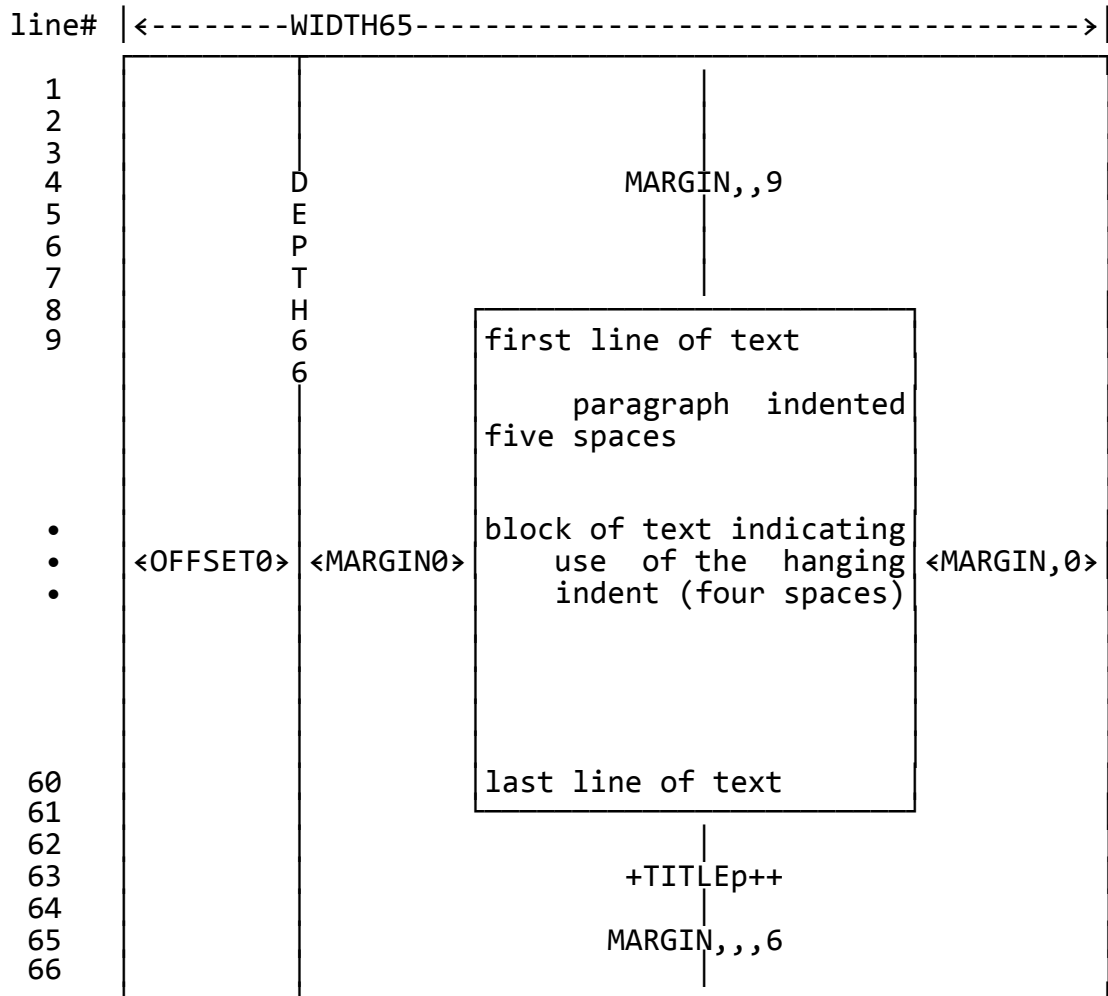 line# |<--------WIDTH65-------------------------------------->|
1
2
3
4 D MARGIN,,9
5 E
6 P
7 T
8 H
9 6 first line of text
6
paragraph indented
five spaces
• block of text indicating
• <OFFSET0> <MARGIN0> use of the hanging <MARGIN,0>
• indent (four spaces)
60 last line of text
61
62
63 +TITLEp++
64
65 MARGIN,,,6
66